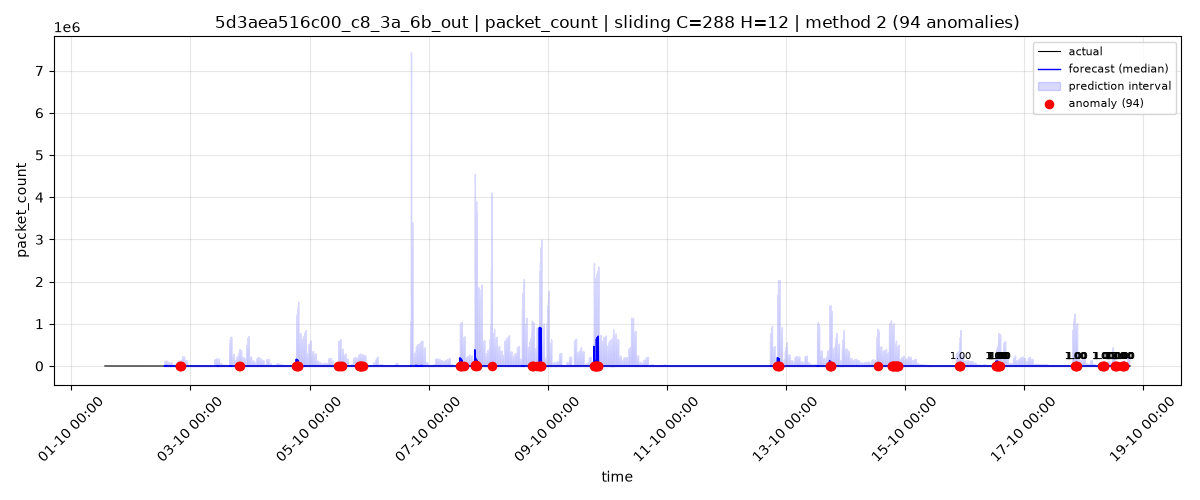 5d3aea516c00_c8_3a_6b_out | packet_count | sliding C=288 H=12 | method 2 (94 anomalies)
1e6
actual
forecast (median)
prediction interval
anomaly (94)
7
6
5
4
3
2
1
0
packet_count
1.00
1.00
01-10 00:00
03-10 00:00
05-10 00:00
07-10 00:00
09-10 00:00
11-10 00:00
13-10 00:00
15-10 00:00
17-10 00:00
19-10 00:00
time